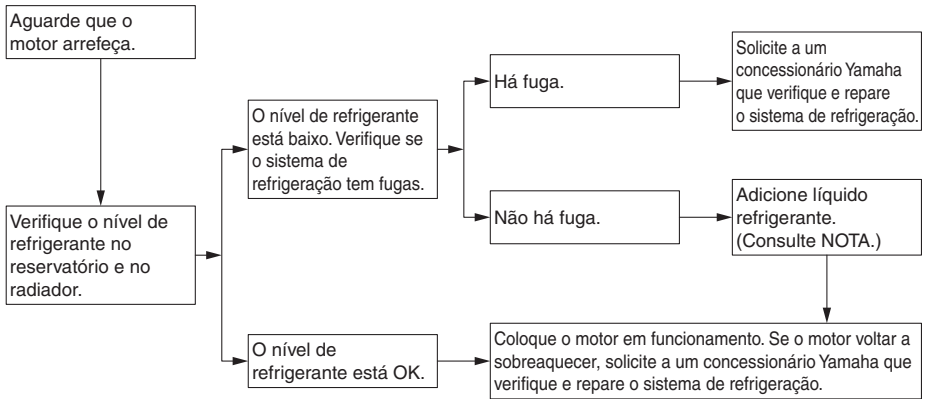 Aguarde que o
motor arrefeça.
Verifique o nível de
refrigerante no
reservatório e no
radiador.
O nível de refrigerante
está baixo. Verifique se
o sistema de
refrigeração tem fugas.
Há fuga.
Solicite a um
concessionário Yamaha
que verifique e repare
o sistema de refrigeração.
Não há fuga.
Adicione líquido
refrigerante.
(Consulte NOTA.)
O nível de
refrigerante está OK.
Coloque o motor em funcionamento. Se o motor voltar a
sobreaquecer, solicite a um concessionário Yamaha que
verifique e repare o sistema de refrigeração.